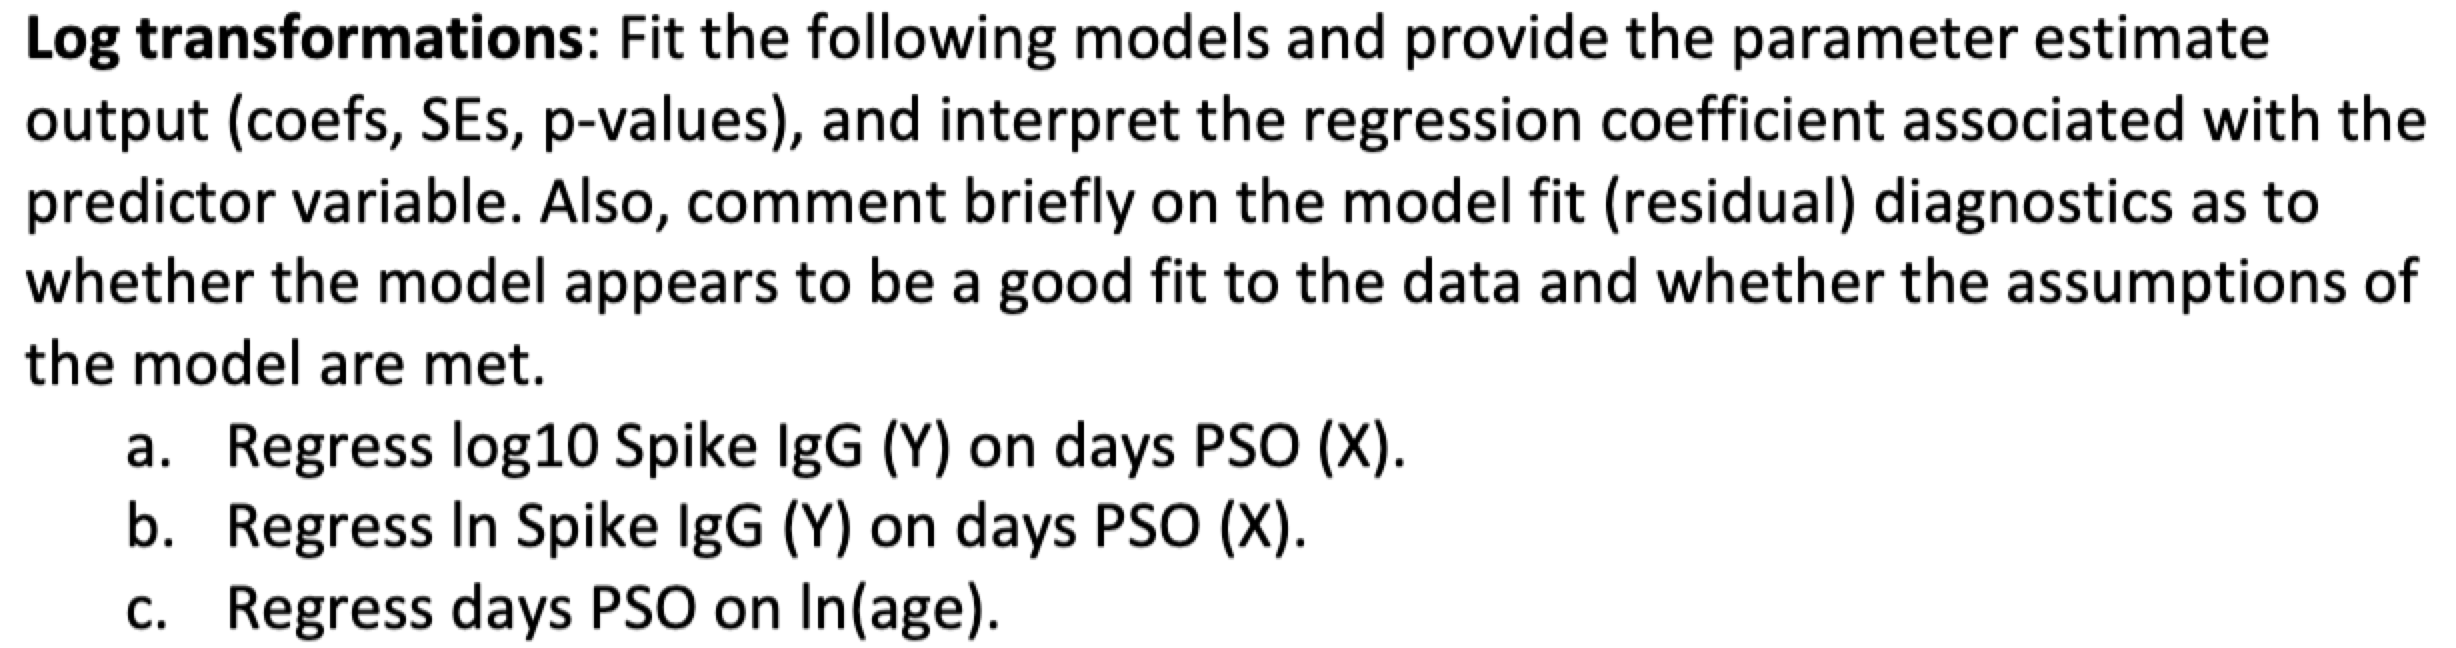 Log transformations: Fit the following models and provide the parameter estimate
output (coefs, SEs, p-values), and interpret the regression coefficient associated with the
predictor variable. Also, comment briefly on the model fit (residual) diagnostics as to
whether the model appears to be a good fit to the data and whether the assumptions of
the model are met.
a. Regress log10 Spike IgG (Y) on days PSO (X).
b. Regress ln Spike IgG (Y) on days PSO (X).
c. Regress days PSO on ln(age).